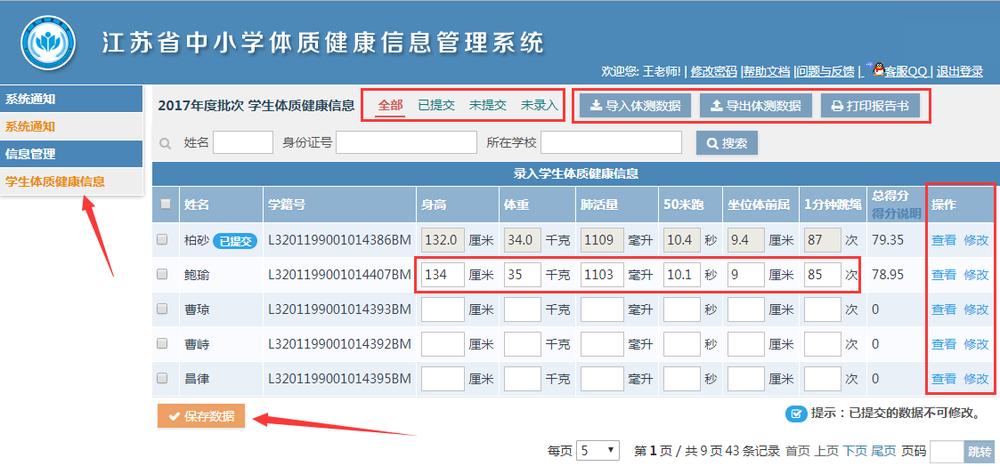 江苏省中小学体质健康信息管理系统
欢迎您: 王老师! | 修改密码 |帮助文档 |问题与反馈 | 客服QQ | 退出登录
系统通知
系统通知
信息管理
学生体质健康信息
2017年度批次 学生体质健康信息 全部 已提交 未提交 未录入 导入体测数据 导出体测数据 打印报告书
姓名 身份证号 所在学校 搜索
录入学生体质健康信息
姓名 学籍号 身高 体重 肺活量 50米跑 坐位体前屈 1分钟跳绳 总得分 得分说明 操作
柏砂 已提交 L3201199001014386BM 132.0 厘米 34.0 千克 1109 毫升 10.4 秒 9.4 厘米 87 次 79.35 查看 修改
鲍瑜 L3201199001014407BM 134 厘米 35 千克 1103 毫升 10.1 秒 9 厘米 85 次 78.95 查看 修改
曹琼 L3201199001014393BM 厘米 千克 毫升 秒 厘米 次 0 查看 修改
曹峙 L3201199001014392BM 厘米 千克 毫升 秒 厘米 次 0 查看 修改
昌律 L3201199001014395BM 厘米 千克 毫升 秒 厘米 次 0 查看 修改
保存数据 提示：已提交的数据不可修改。
每页 5 第 1 页 / 共 9 页 43 条记录 首页 上页 下页 尾页 页码 跳转